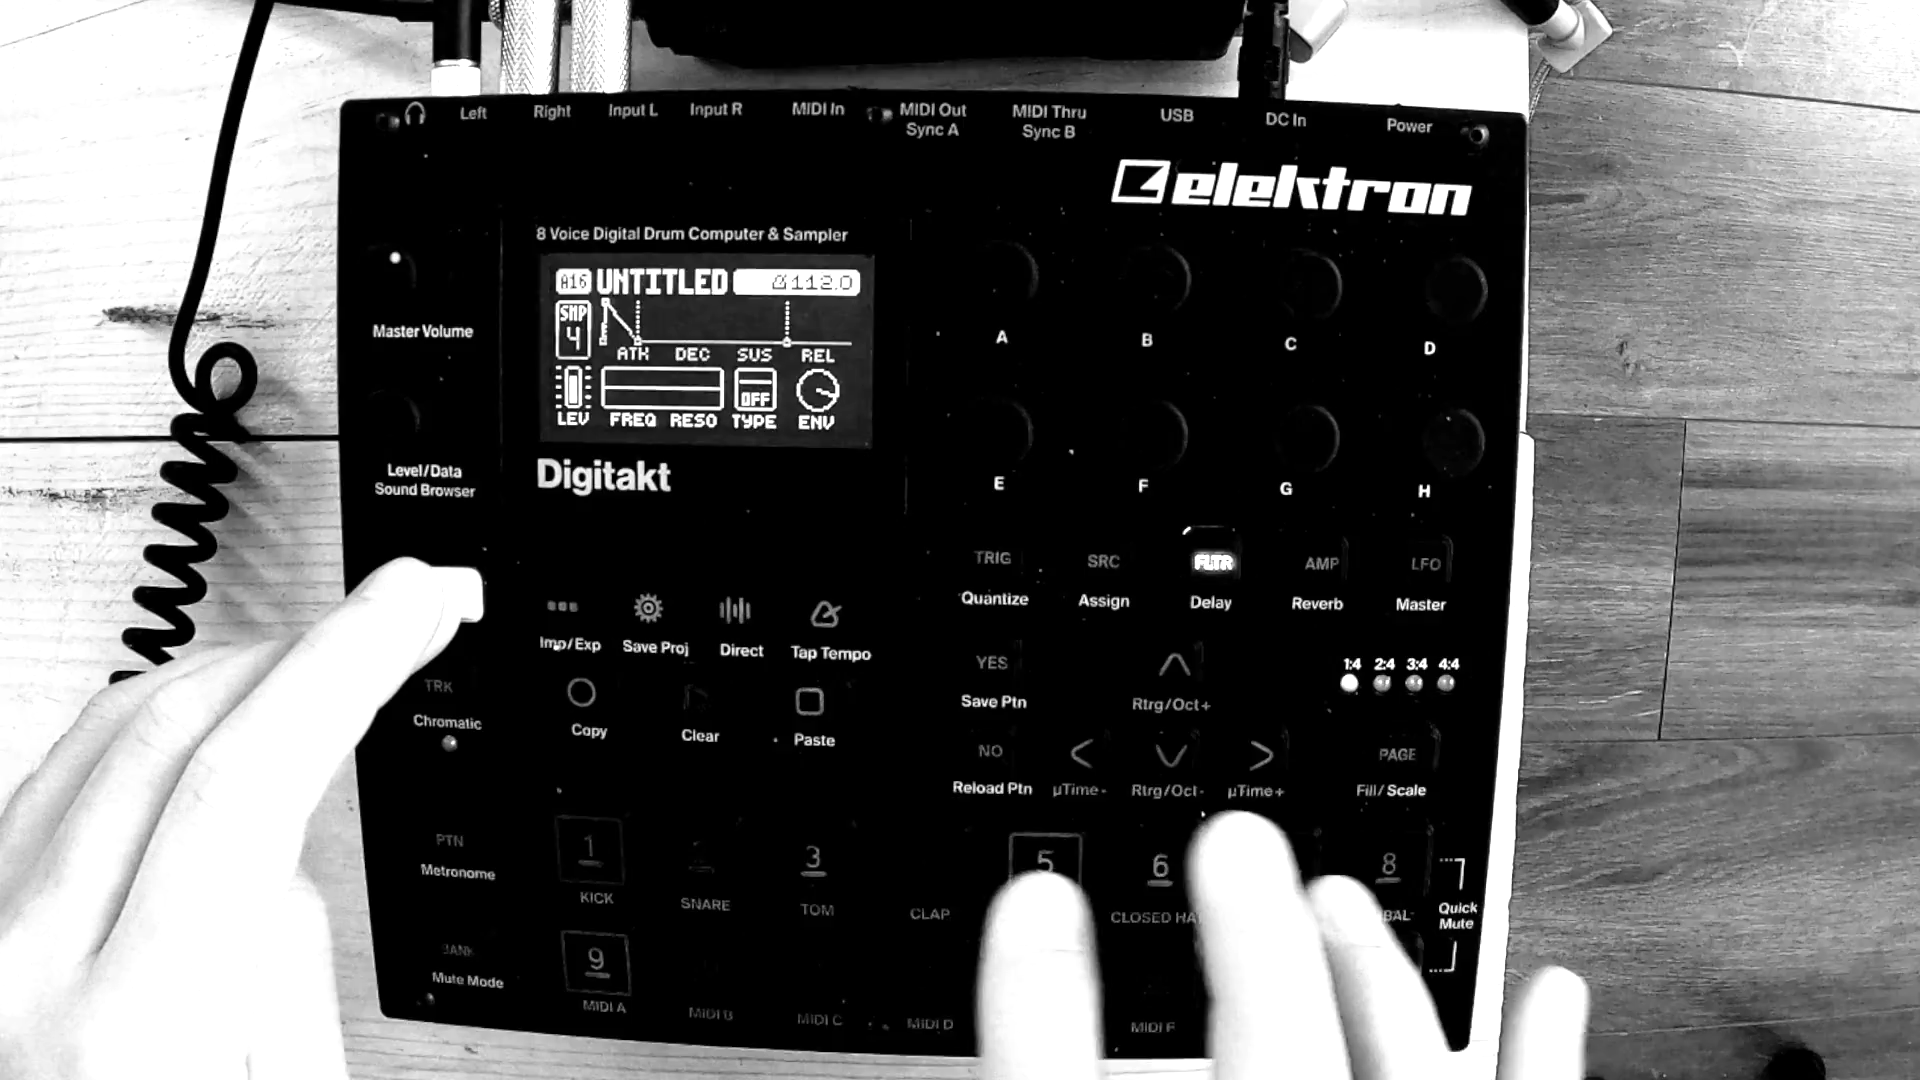 Left Right Input L Input R MIDI In MIDI Out MIDI Thru USB DC In Power
Sync A Sync B
elektron
8 Voice Digital Drum Computer & Sampler
A16 UNTITLED 112.0
SMP
4
ATK DEC SUS REL
OFF
LEV FREQ RESO TYPE ENV
Digitakt
Master Volume
Level/Data
Sound Browser
A B C D
E F G H
TRIG SRC FLTR AMP LFO
Quantize Assign Delay Reverb Master
Imp/Exp Save Proj Direct Tap Tempo
YES
Save Ptn Rtrg/Oct+
1:4 2:4 3:4 4:4
TRK
Chromatic
Copy Clear Paste
NO PAGE
Reload Ptn µTime- Rtrg/Oct- µTime+ Fill/Scale
PTN
Metronome
1 2 3 5 6 8
KICK SNARE TOM CLAP CLOSED
Quick
Mute
BANK
Mute Mode
9
MIDI A MIDI B MIDI C MIDI D MIDI F